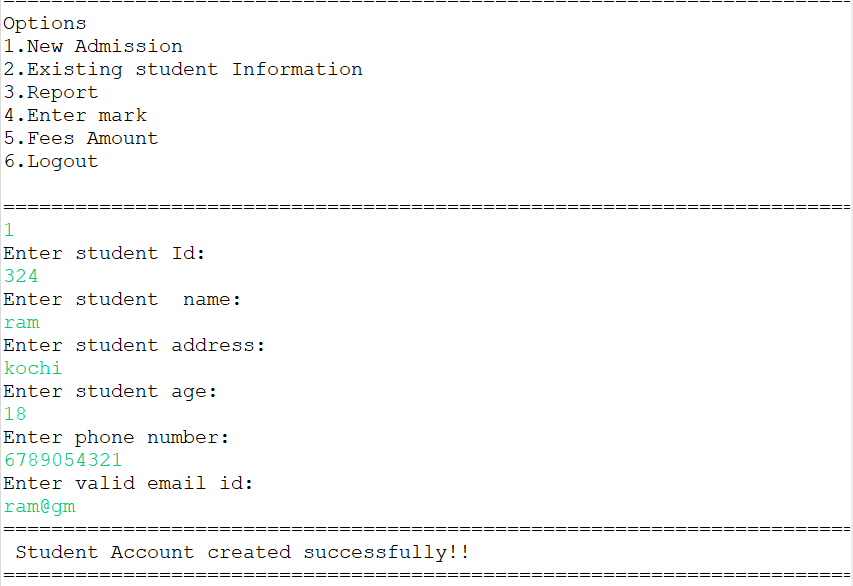 ======================================================================
Options
1.New Admission
2.Existing student Information
3.Report
4.Enter mark
5.Fees Amount
6.Logout
=======================================================================
1
Enter student Id:
324
Enter student  name:
ram
Enter student address:
kochi
Enter student age:
18
Enter phone number:
6789054321
Enter valid email id:
ram@gm
=======================================================================
 Student Account created successfully!!
=======================================================================